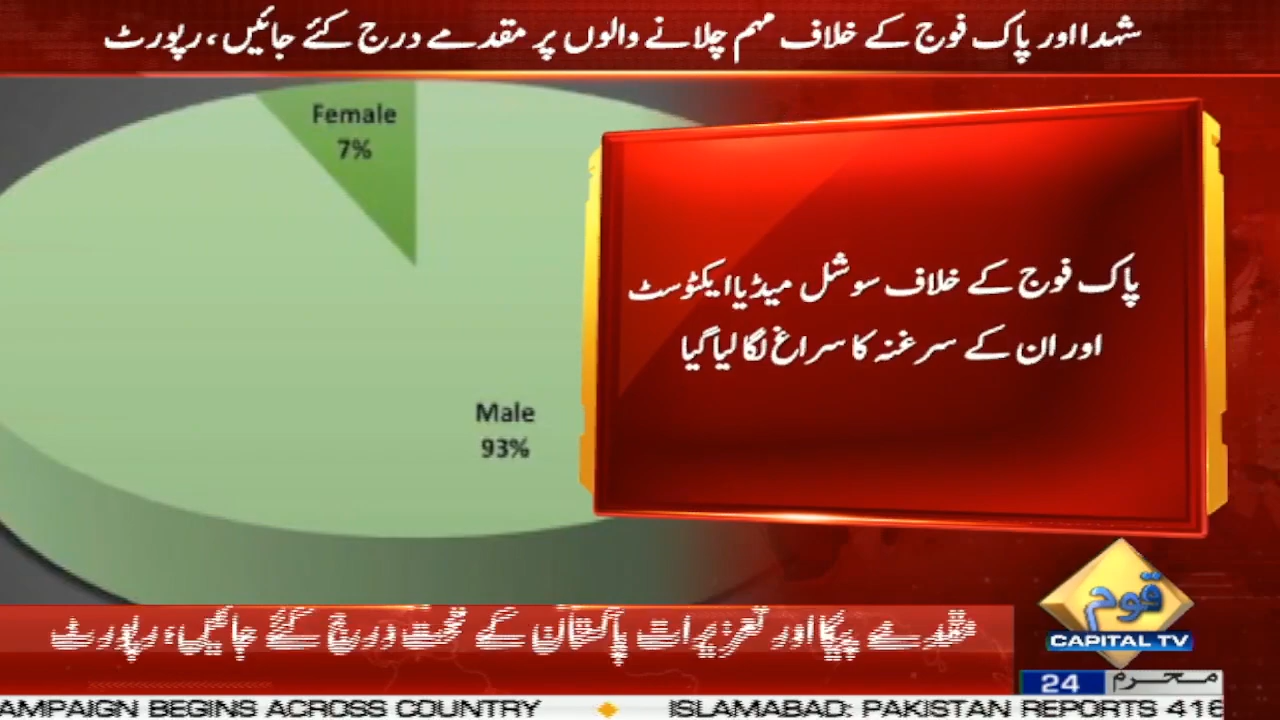 شہدا اور پاک فوج کے خلاف مہم چلانے والوں پر مقدمے درج کئے جائیں، رپورٹ
Female
7%
پاک فوج کے خلاف سوشل میڈیا ایکٹوسٹ
اور ان کے سرغنہ کا سراغ لگا لیا گیا
Male
93%
مقدمے پیکا اور تعزیرات پاکستان کے تحت درج کئے جائیں، رپورٹ
قوم
CAPITAL TV
24 محرم
AMPAIGN BEGINS ACROSS COUNTRY ISLAMABAD: PAKISTAN REPORTS 416